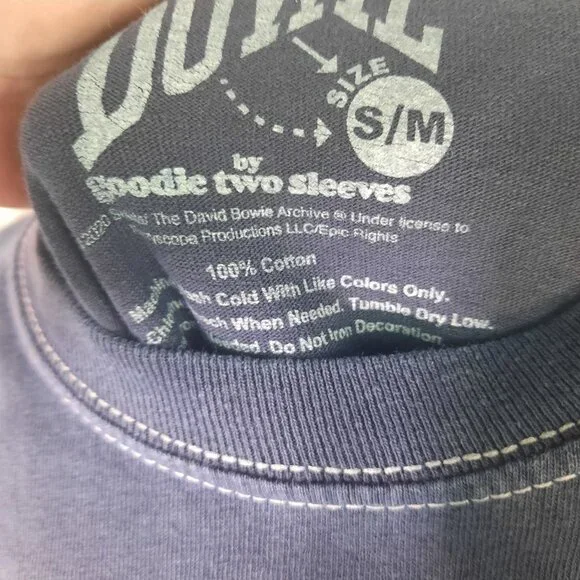 SIZE
S/M
by
goodie two sleeves
2020 The David Bowie Archive ® Under license to
Productions LLC/Epic Rights
100% Cotton
Cold With Like Colors Only.
When Needed. Tumble Dry Low.
Do Not Iron Decoration.